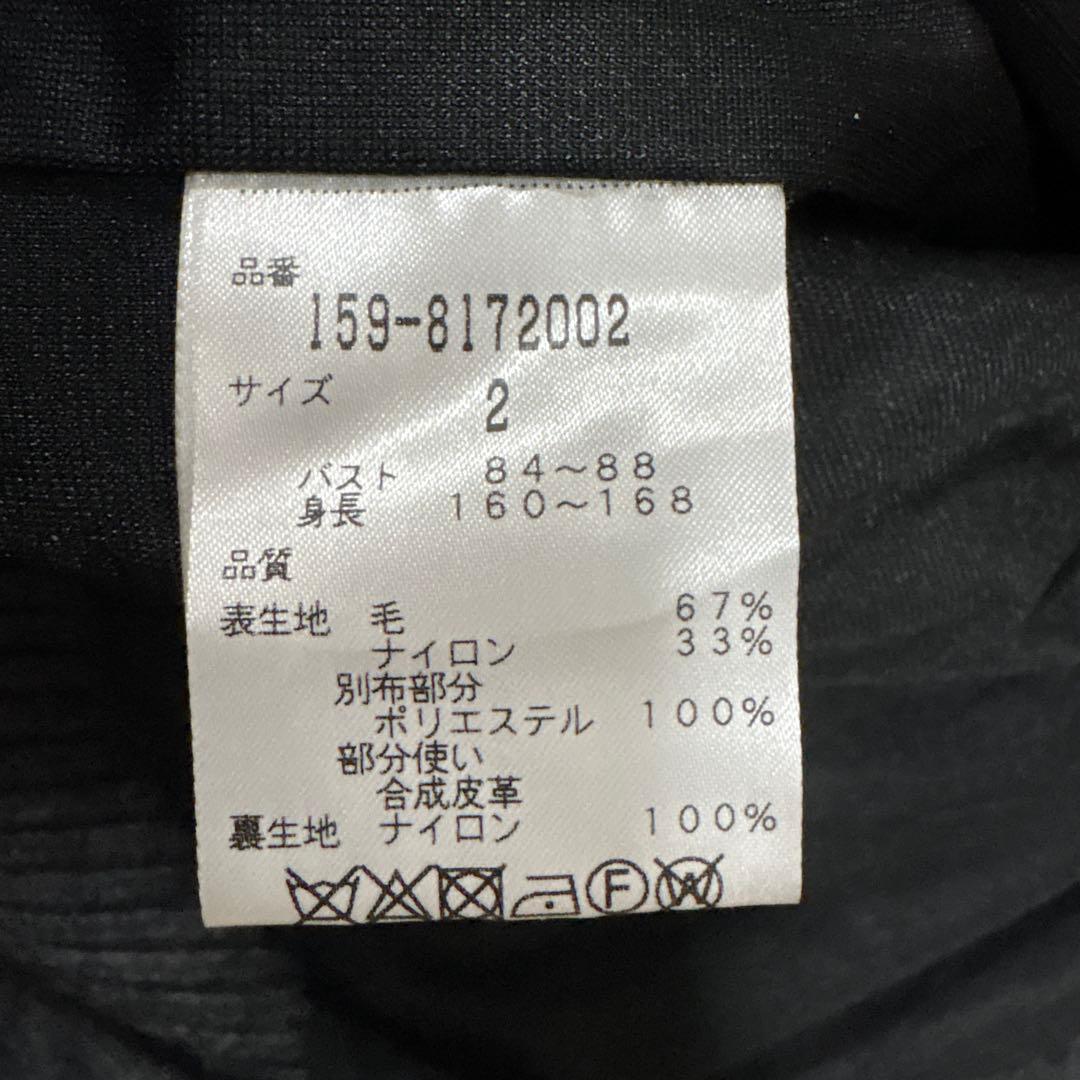 品番
159-8172002
サイズ 2
バスト 84～88
身長 160～168
品質
表生地 毛 67%
ナイロン 33%
別布部分
ポリエステル 100%
部分使い
合成皮革
裏生地 ナイロン 100%
F W